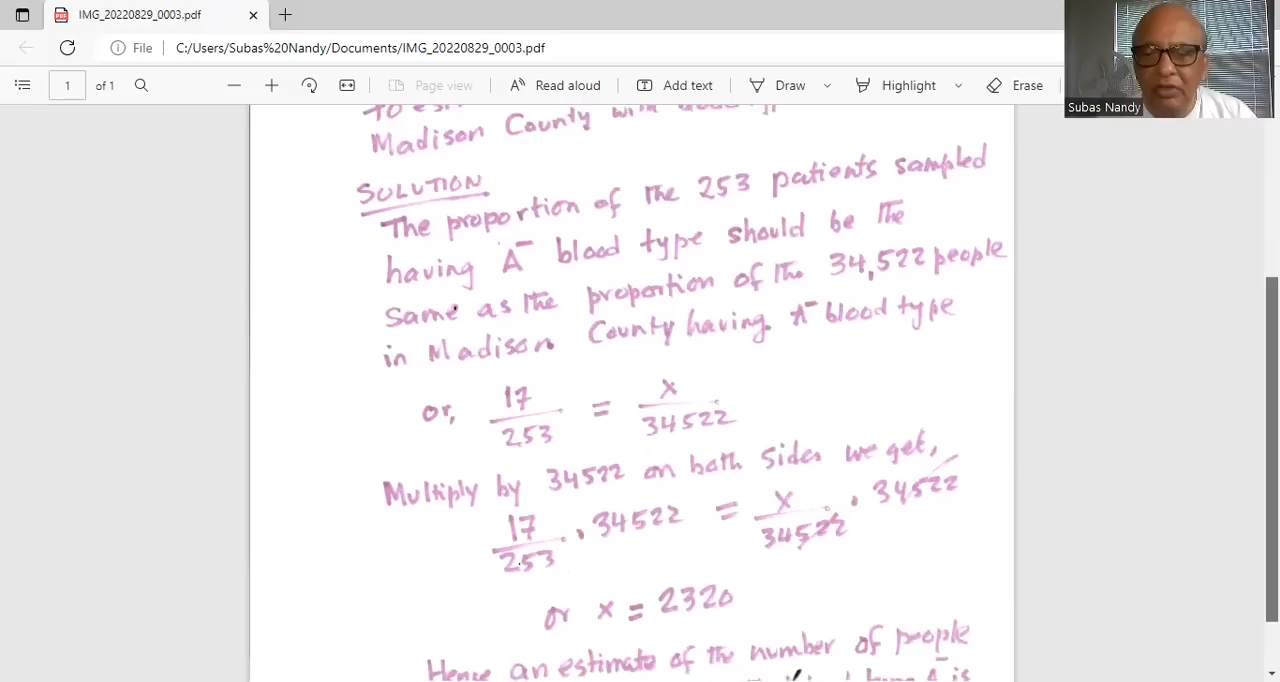 IMG_20220829_0003.pdf
File
C:/Users/Subas%20Nandy/Documents/IMG_20220829_0003.pdf
1 of 1
Page view
Read aloud
Add text
Draw
Highlight
Erase
Subas Nandy
Madison County with
SOLUTION
The proportion of the 253 patients sampled
having A⁻ blood type should be the
same as the proportion of the 34,522 people
in Madison County having A⁻ blood type
or, 17/253 = x/34522
Multiply by 34522 on both sides we get,
17/253 . 34522 = x/34522 . 34522
or x = 2320
Hence an estimate of the number of people